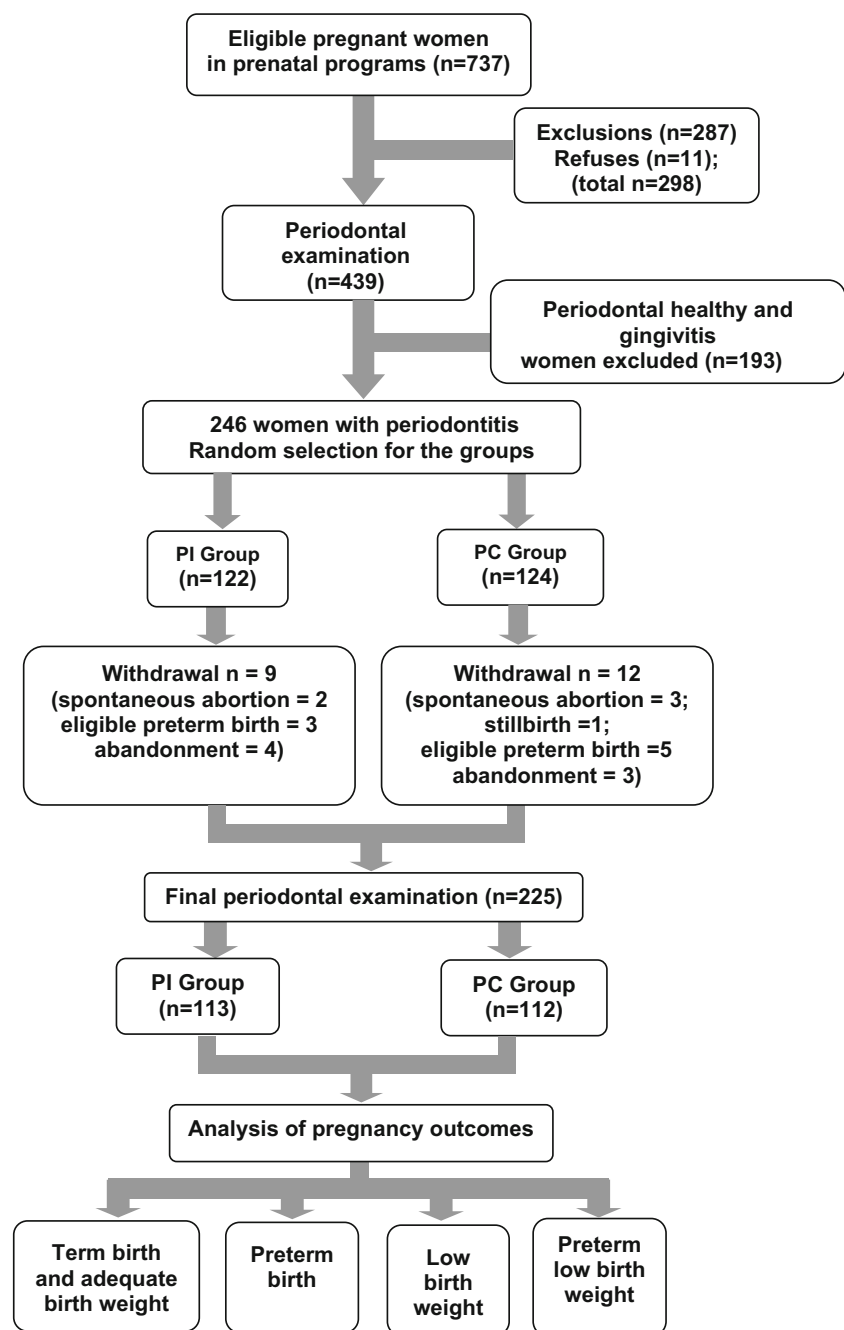 Eligible pregnant women
in prenatal programs (n=737)
Exclusions (n=287)
Refuses (n=11);
(total n=298)
Periodontal
examination
(n=439)
Periodontal healthy and
gingivitis
women excluded (n=193)
246 women with periodontitis
Random selection for the groups
PI Group
(n=122)
PC Group
(n=124)
Withdrawal n = 9
(spontaneous abortion = 2
eligible preterm birth = 3
abandonment = 4)
Withdrawal n = 12
(spontaneous abortion = 3;
stillbirth =1;
eligible preterm birth =5
abandonment = 3)
Final periodontal examination (n=225)
PI Group
(n=113)
PC Group
(n=112)
Analysis of pregnancy outcomes
Term birth
and adequate
birth weight
Preterm
birth
Low
birth
weight
Preterm
low birth
weight